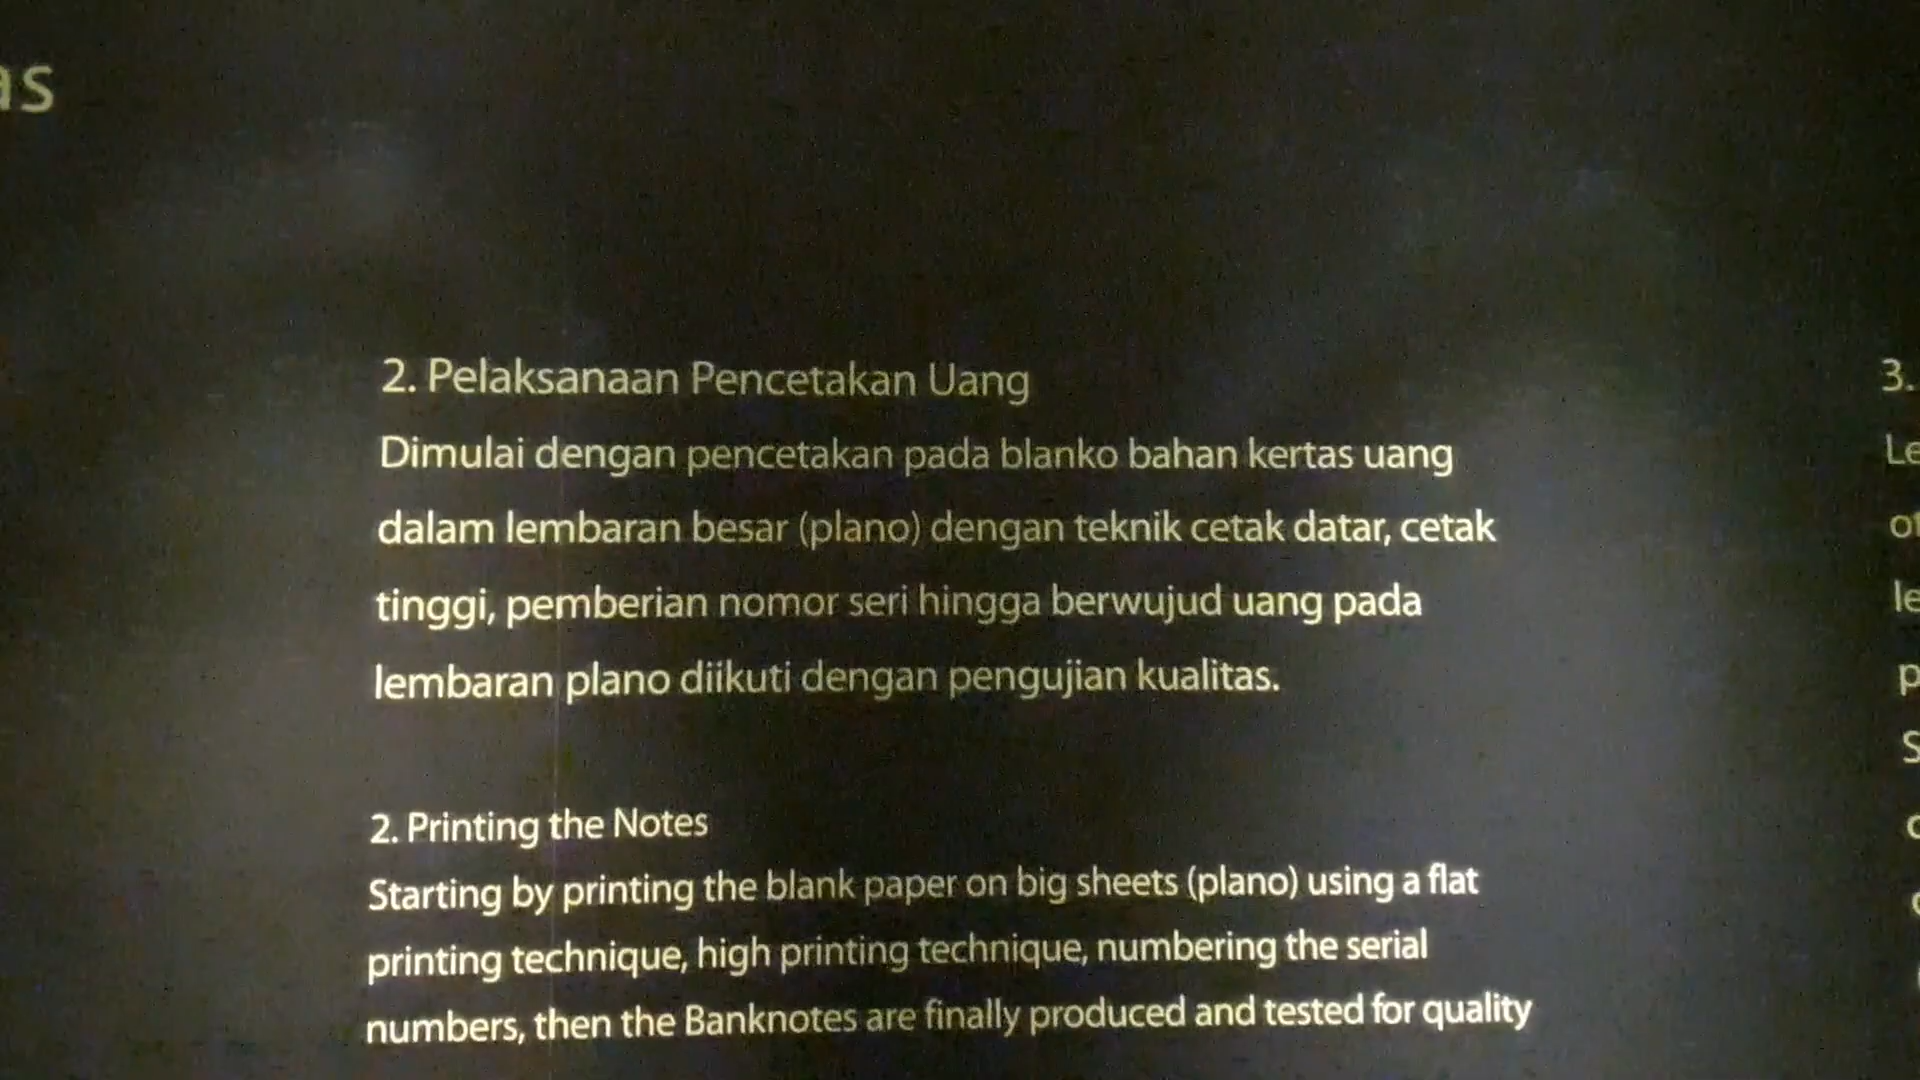 as
2. Pelaksanaan Pencetakan Uang
Dimulai dengan pencetakan pada blanko bahan kertas uang
dalam lembaran besar (plano) dengan teknik cetak datar, cetak
tinggi, pemberian nomor seri hingga berwujud uang pada
lembaran plano diikuti dengan pengujian kualitas.
2. Printing the Notes
Starting by printing the blank paper on big sheets (plano) using a flat
printing technique, high printing technique, numbering the serial
numbers, then the Banknotes are finally produced and tested for quality
3.
Le
le
p
S